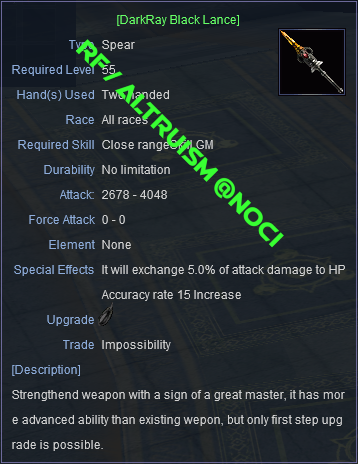 [DarkRay Black Lance]
Type Spear
Required Level 55
Hand(s) Used Two handed
Race All races
Required Skill Close range GM
Durability No limitation
Attack: 2678 - 4048
Force Attack 0 - 0
Element None
Special Effects It will exchange 5.0% of attack damage to HP
Accuracy rate 15 Increase
Upgrade
Trade Impossibility
[Description]
Strengthend weapon with a sign of a great master, it has mor
e advanced ability than existing wepon, but only first step upg
rade is possible.
RF/ ALTRUISM @NOCI